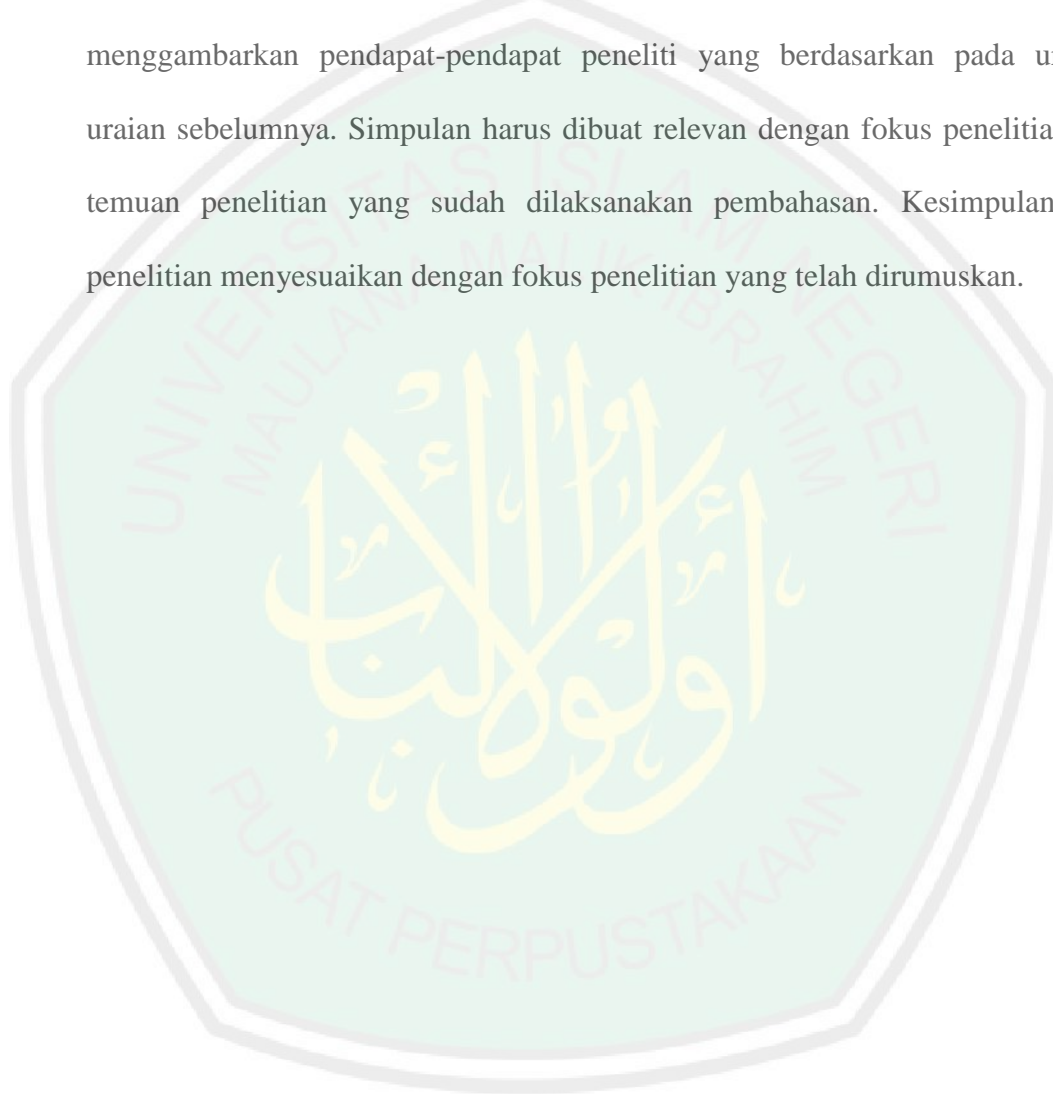 menggambarkan pendapat-pendapat peneliti yang berdasarkan pada
uraian sebelumnya. Simpulan harus dibuat relevan dengan fokus
temuan penelitian yang sudah dilaksanakan pembahasan. Kesimpulan
penelitian menyesuaikan dengan fokus penelitian yang telah dirumuskan.
UNIVERSITAS ISLAM NEGERI
MAULANA MALIK IBRAHIM
أولوا الألباب
PUSAT PERPUSTAKAAN